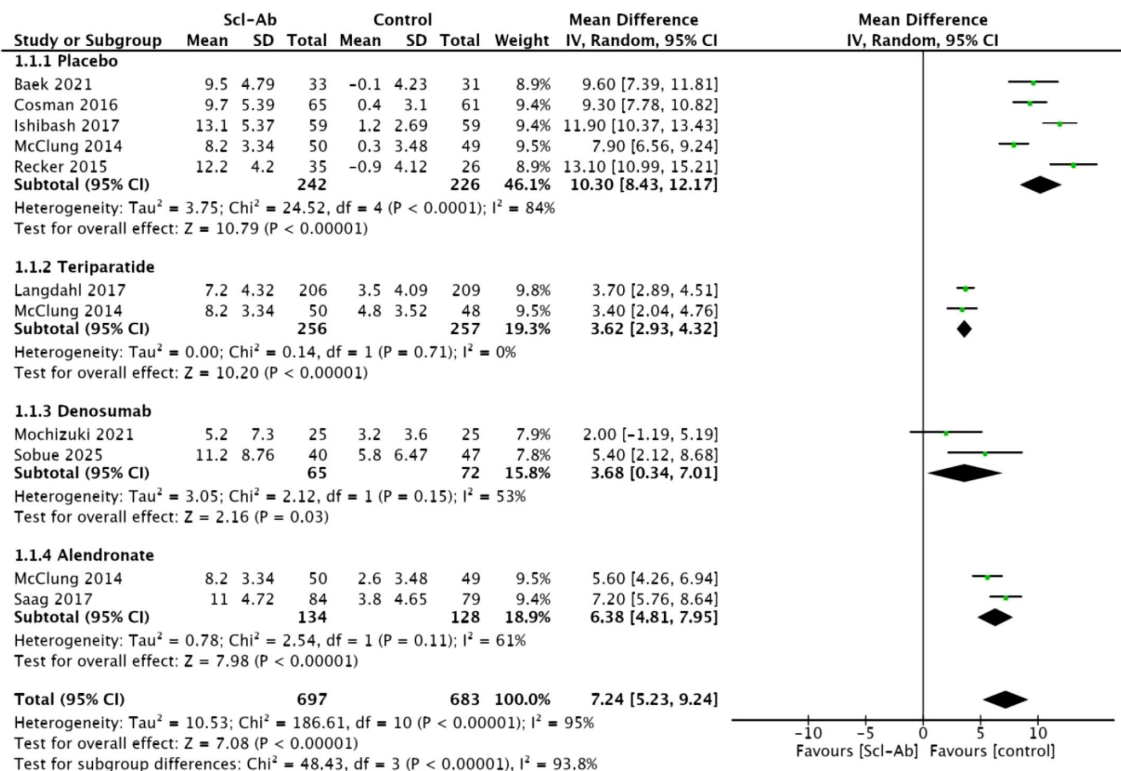 Scl-Ab Control Mean Difference Mean Difference
Study or Subgroup Mean SD Total Mean SD Total Weight IV, Random, 95% CI IV, Random, 95% CI
1.1.1 Placebo
Baek 2021 9.5 4.79 33 -0.1 4.23 31 8.9% 9.60 [7.39, 11.81]
Cosman 2016 9.7 5.39 65 0.4 3.1 61 9.4% 9.30 [7.78, 10.82]
Ishibash 2017 13.1 5.37 59 1.2 2.69 59 9.4% 11.90 [10.37, 13.43]
McClung 2014 8.2 3.34 50 0.3 3.48 49 9.5% 7.90 [6.56, 9.24]
Recker 2015 12.2 4.2 35 -0.9 4.12 26 8.9% 13.10 [10.99, 15.21]
Subtotal (95% CI) 242 226 46.1% 10.30 [8.43, 12.17]
Heterogeneity: Tau² = 3.75; Chi² = 24.52, df = 4 (P < 0.0001); I² = 84%
Test for overall effect: Z = 10.79 (P < 0.00001)
1.1.2 Teriparatide
Langdahl 2017 7.2 4.32 206 3.5 4.09 209 9.8% 3.70 [2.89, 4.51]
McClung 2014 8.2 3.34 50 4.8 3.52 48 9.5% 3.40 [2.04, 4.76]
Subtotal (95% CI) 256 257 19.3% 3.62 [2.93, 4.32]
Heterogeneity: Tau² = 0.00; Chi² = 0.14, df = 1 (P = 0.71); I² = 0%
Test for overall effect: Z = 10.20 (P < 0.00001)
1.1.3 Denosumab
Mochizuki 2021 5.2 7.3 25 3.2 3.6 25 7.9% 2.00 [-1.19, 5.19]
Sobue 2025 11.2 8.76 40 5.8 6.47 47 7.8% 5.40 [2.12, 8.68]
Subtotal (95% CI) 65 72 15.8% 3.68 [0.34, 7.01]
Heterogeneity: Tau² = 3.05; Chi² = 2.12, df = 1 (P = 0.15); I² = 53%
Test for overall effect: Z = 2.16 (P = 0.03)
1.1.4 Alendronate
McClung 2014 8.2 3.34 50 2.6 3.48 49 9.5% 5.60 [4.26, 6.94]
Saag 2017 11 4.72 84 3.8 4.65 79 9.4% 7.20 [5.76, 8.64]
Subtotal (95% CI) 134 128 18.9% 6.38 [4.81, 7.95]
Heterogeneity: Tau² = 0.78; Chi² = 2.54, df = 1 (P = 0.11); I² = 61%
Test for overall effect: Z = 7.98 (P < 0.00001)
Total (95% CI) 697 683 100.0% 7.24 [5.23, 9.24]
Heterogeneity: Tau² = 10.53; Chi² = 186.61, df = 10 (P < 0.00001); I² = 95%
Test for overall effect: Z = 7.08 (P < 0.00001)
Test for subgroup differences: Chi² = 48.43, df = 3 (P < 0.00001), I² = 93.8%
-10 -5 0 5 10
Favours [Scl-Ab] Favours [control]